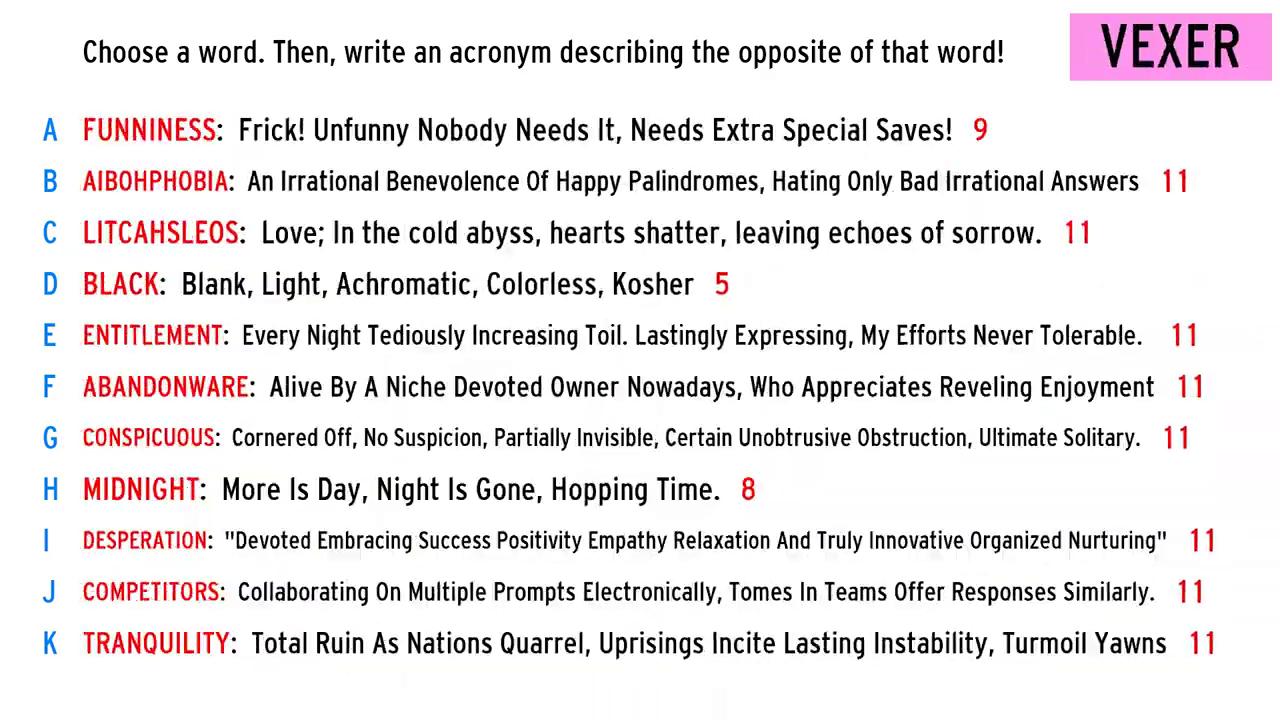 Choose a word. Then, write an acronym describing the opposite of that word!
VEXER
A FUNNINESS: Frick! Unfunny Nobody Needs It, Needs Extra Special Saves! 9
B AIBOHPHOBIA: An Irrational Benevolence Of Happy Palindromes, Hating Only Bad Irrational Answers 11
C LITCAHSLEOS: Love; In the cold abyss, hearts shatter, leaving echoes of sorrow. 11
D BLACK: Blank, Light, Achromatic, Colorless, Kosher 5
E ENTITLEMENT: Every Night Tediously Increasing Toil. Lastingly Expressing, My Efforts Never Tolerable. 11
F ABANDONWARE: Alive By A Niche Devoted Owner Nowadays, Who Appreciates Reveling Enjoyment 11
G CONSPICUOUS: Cornered Off, No Suspicion, Partially Invisible, Certain Unobtrusive Obstruction, Ultimate Solitary. 11
H MIDNIGHT: More Is Day, Night Is Gone, Hopping Time. 8
I DESPERATION: "Devoted Embracing Success Positivity Empathy Relaxation And Truly Innovative Organized Nurturing" 11
J COMPETITORS: Collaborating On Multiple Prompts Electronically, Tomes In Teams Offer Responses Similarly. 11
K TRANQUILITY: Total Ruin As Nations Quarrel, Uprisings Incite Lasting Instability, Turmoil Yawns 11